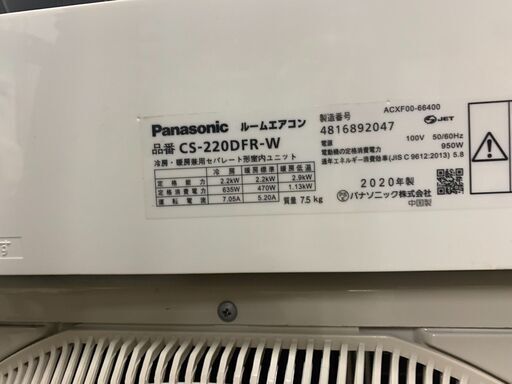 Panasonic ルームエアコン
品番 CS-220DFR-W
冷房・暖房兼用セパレート形室内ユニット
冷房 暖房標準 暖房低温
定格能力 2.2kW 2.2kW 2.9kW
定格消費電力 635W 470W 1.13kW
運転電流 7.05A 5.20A
質量 7.5 kg
ACXF00-66400
製造番号
4816892047
JET
電源 100V 50/60Hz
電動機の定格消費電力 950W
通年エネルギー消費効率(JIS C 9612:2013) 5.8
2020年製
パナソニック株式会社
中国製